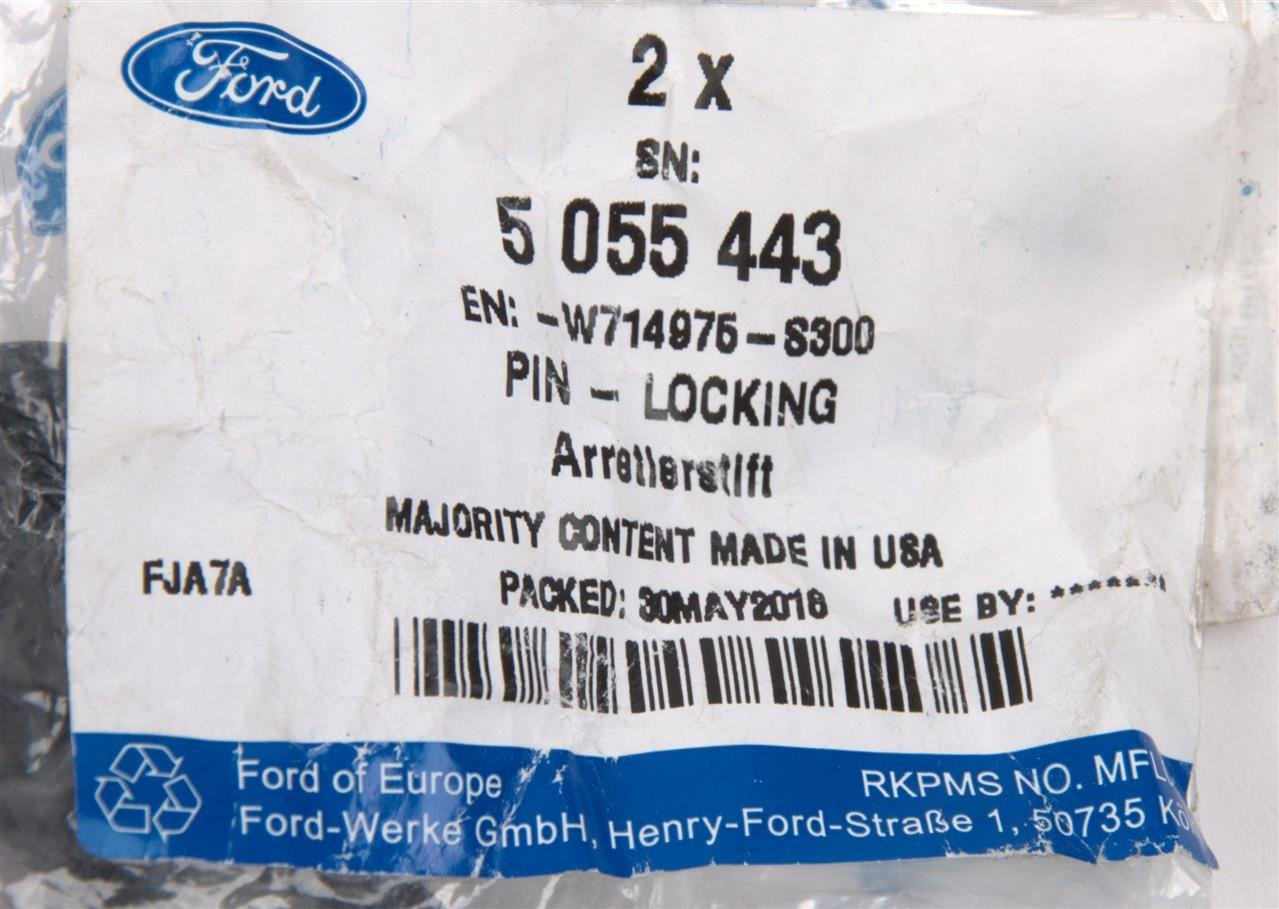 Ford
2 x
SN:
5 055 443
EN: -W714975-S300
PIN - LOCKING
Arretierstift
MAJORITY CONTENT MADE IN USA
FJA7A
PACKED: 30MAY2016 USE BY: *******
Ford of Europe
RKPMS NO. MFL
Ford-Werke GmbH, Henry-Ford-Straße 1, 50735